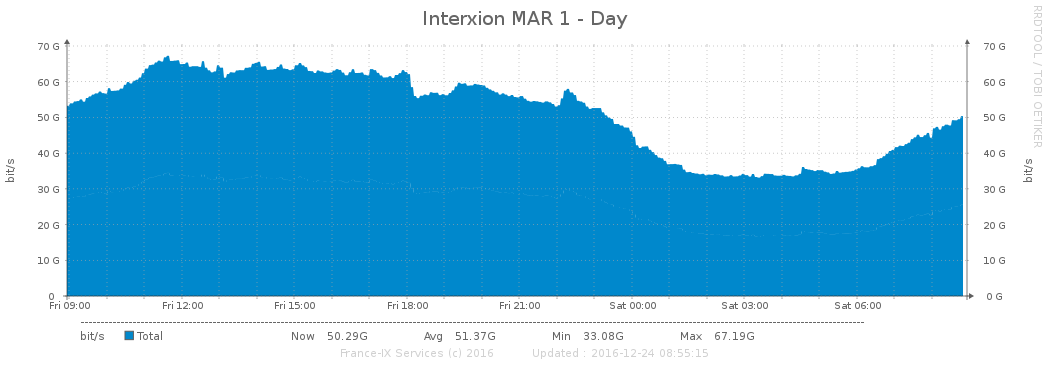 Interxion MAR 1 - Day
RRDTOOL / TOBI OETIKER
bit/s
bit/s
70 G 70 G
60 G 60 G
50 G 50 G
40 G 40 G
30 G 30 G
20 G 20 G
10 G 10 G
0 0 G
Fri 09:00 Fri 12:00 Fri 15:00 Fri 18:00 Fri 21:00 Sat 00:00 Sat 03:00 Sat 06:00
bit/s Total Now 50.29G Avg 51.37G Min 33.08G Max 67.19G
France-IX Services (c) 2016 Updated : 2016-12-24 08:55:15